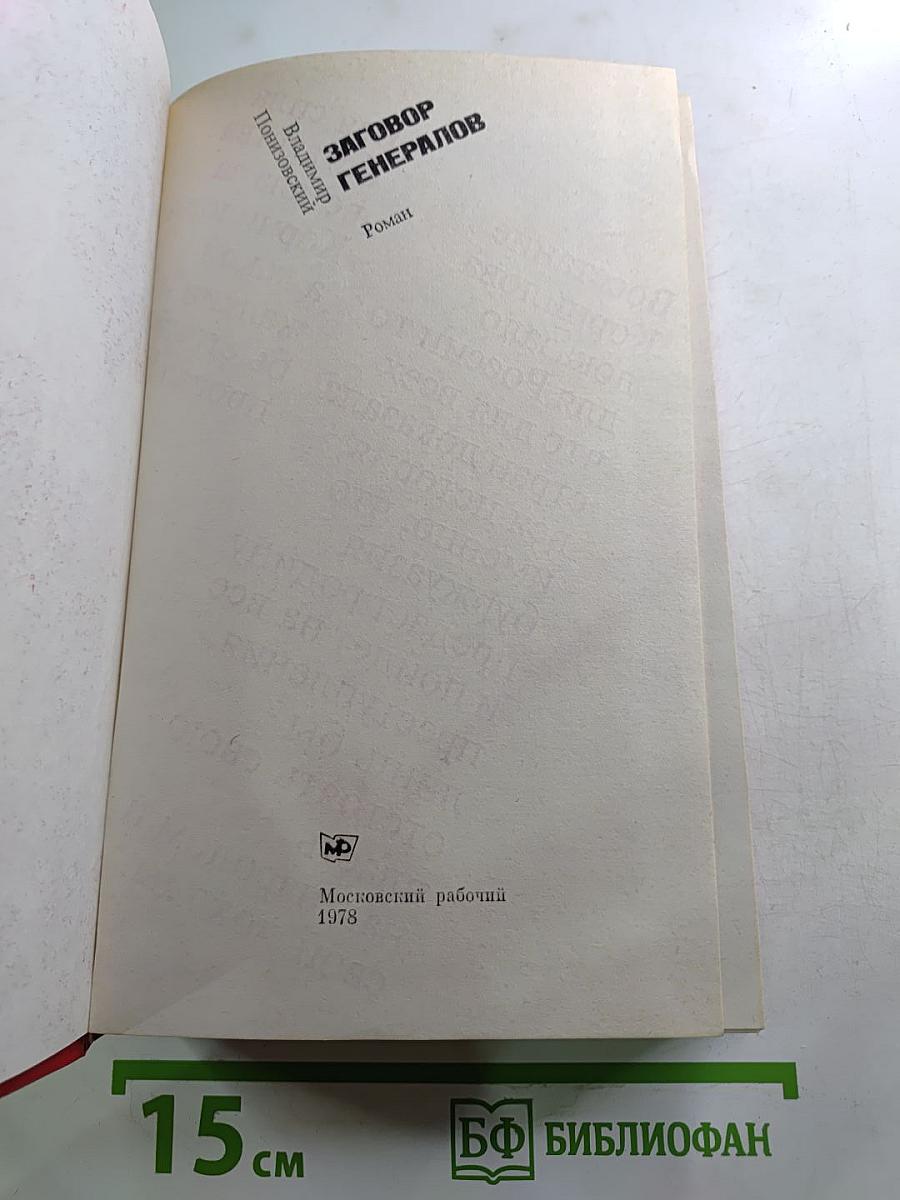 Владимир
Понизовский
ЗАГОВОР
ГЕНЕРАЛОВ
Роман
МР
Московский рабочий
1978
15 см
БФ БИБЛИОФАН